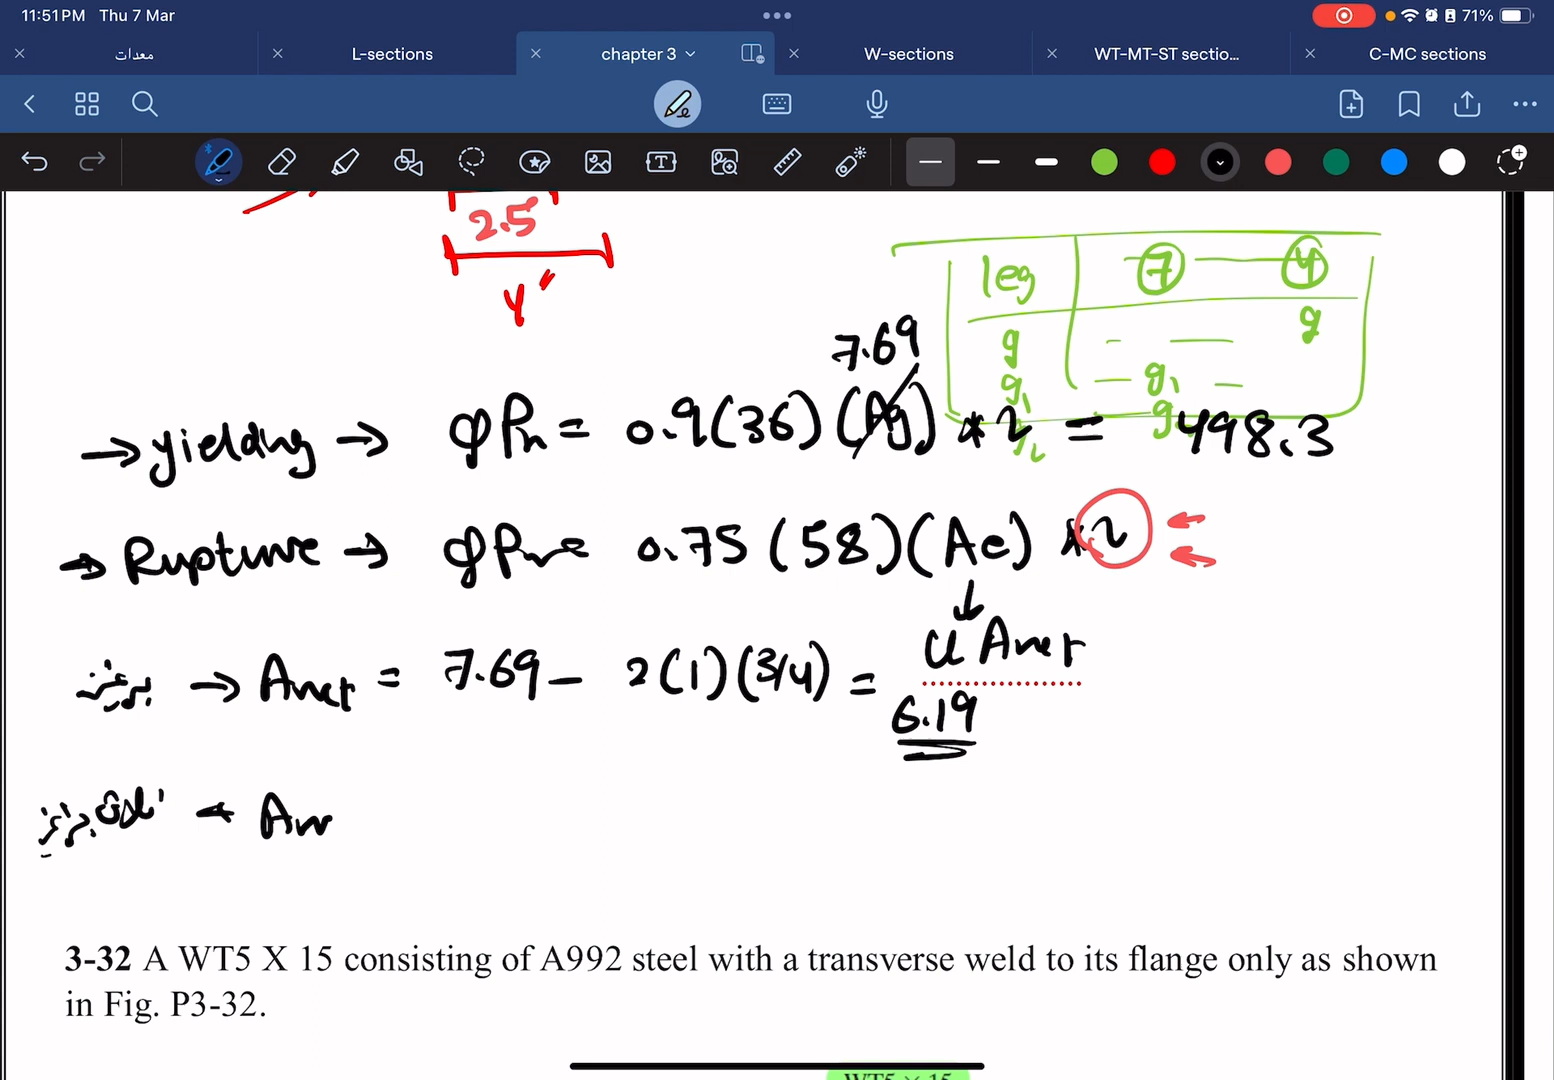 11:51 PM Thu 7 Mar
71%
معدات
L-sections
chapter 3
W-sections
WT-MT-ST sectio...
C-MC sections
2.5
4"
leg 7 4
g g
g₁ g₁
g₂ g
7.69
→ yielding → φPn = 0.9(36)(Ag) * 2 = 498.3
→ Rupture → φPn = 0.75(58)(Ae) * 2
↓
U Anet
→ Anet = 7.69 - 2(1)(3/4) = 6.19
An
3-32 A WT5 X 15 consisting of A992 steel with a transverse weld to its flange only as shown
in Fig. P3-32.
WT5 × 15